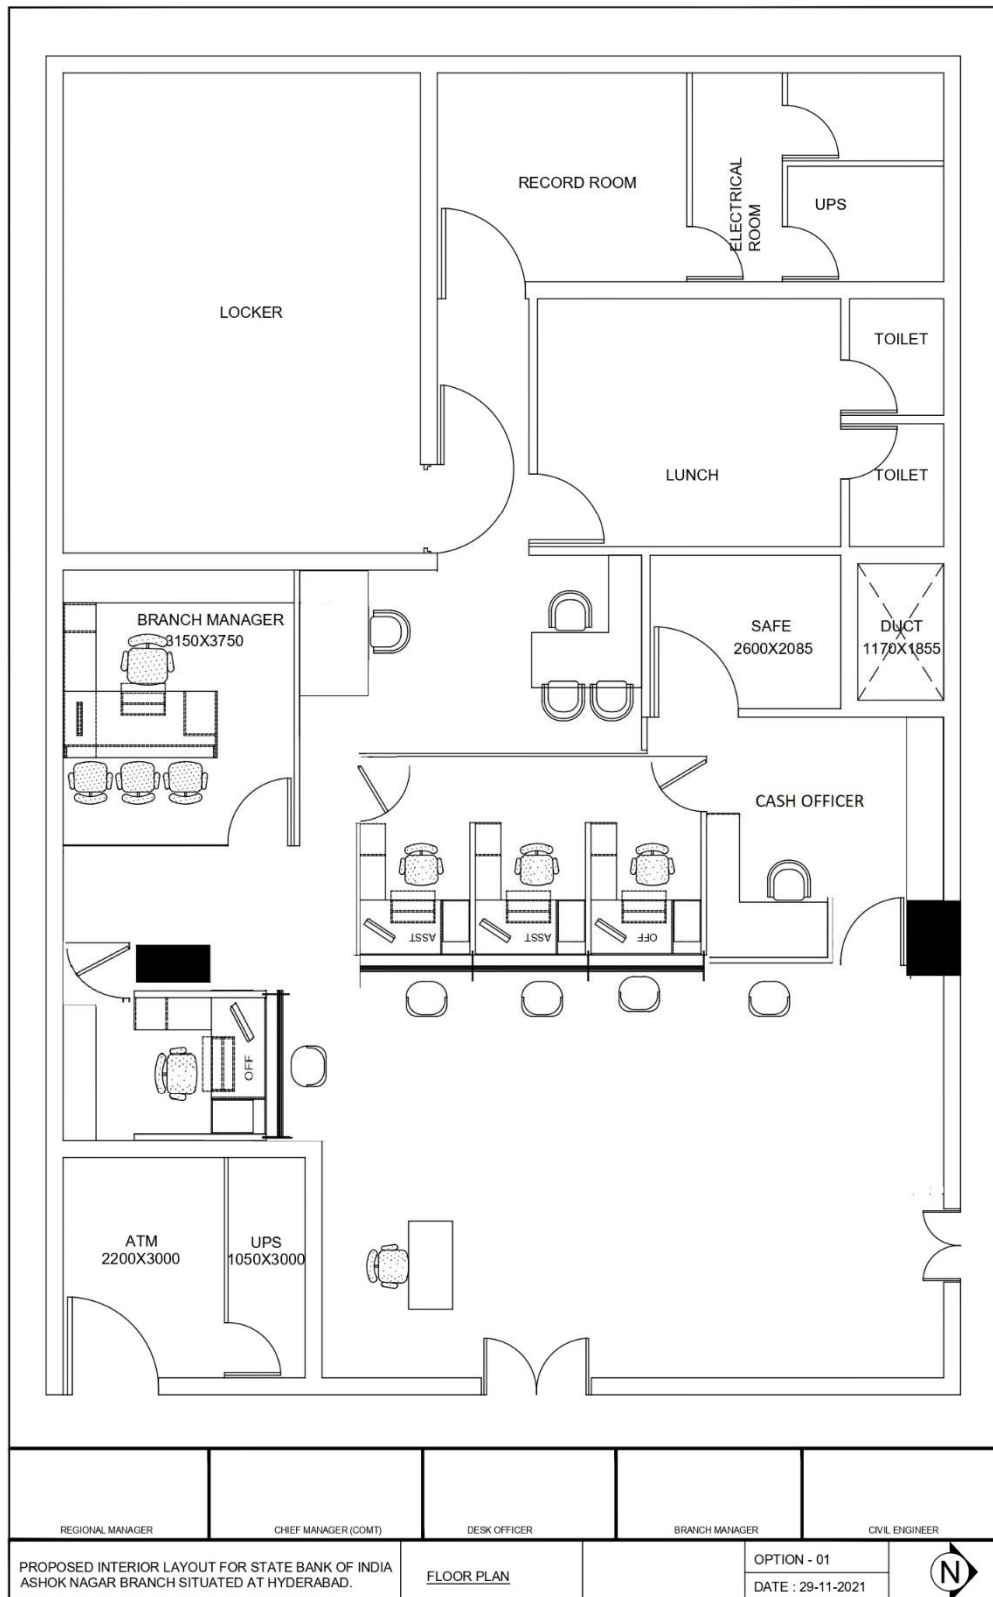 RECORD ROOM
ELECTRICAL
ROOM
UPS
LOCKER
TOILET
LUNCH
TOILET
BRANCH MANAGER
3150X3750
SAFE
2600X2085
DUCT
1170X1855
CASH OFFICER
ASST
ASST
OFF
OFF
ATM
2200X3000
UPS
1050X3000
REGIONAL MANAGER
CHIEF MANAGER (COMT)
DESK OFFICER
BRANCH MANAGER
CIVIL ENGINEER
PROPOSED INTERIOR LAYOUT FOR STATE BANK OF INDIA
ASHOK NAGAR BRANCH SITUATED AT HYDERABAD.
FLOOR PLAN
OPTION - 01
DATE : 29-11-2021
N